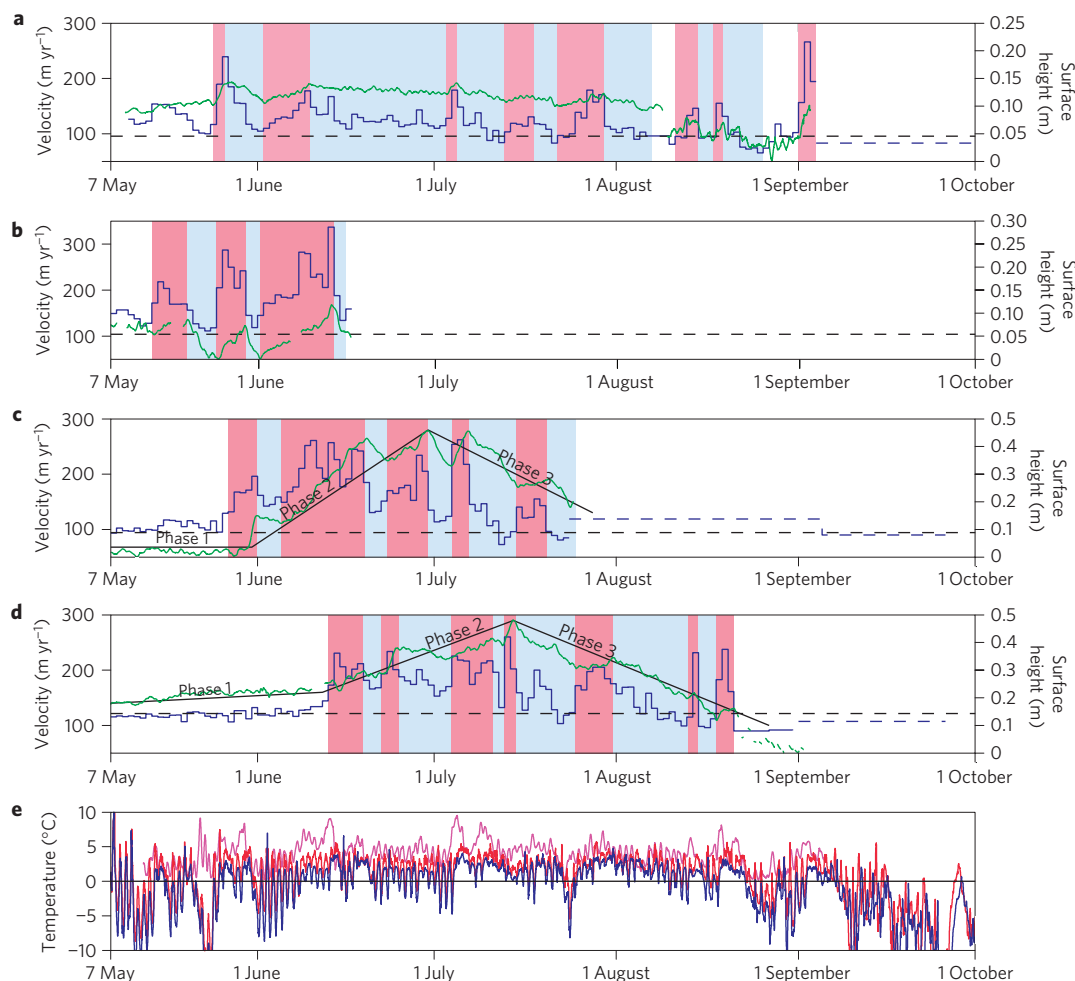 a
300
200
100
Velocity (m yr⁻¹)
0.25
0.20
0.15
0.10
0.05
0
Surface
height (m)
7 May
1 June
1 July
1 August
1 September
1 October
b
300
200
100
Velocity (m yr⁻¹)
0.30
0.25
0.20
0.15
0.10
0.05
0
Surface
height (m)
7 May
1 June
1 July
1 August
1 September
1 October
c
300
200
100
Velocity (m yr⁻¹)
Phase 1
Phase 2
Phase 3
0.5
0.4
0.3
0.2
0.1
0
Surface
height (m)
7 May
1 June
1 July
1 August
1 September
1 October
d
300
200
100
Velocity (m yr⁻¹)
Phase 1
Phase 2
Phase 3
0.5
0.4
0.3
0.2
0.1
0
Surface
height (m)
7 May
1 June
1 July
1 August
1 September
1 October
e
10
5
0
−5
−10
Temperature (°C)
7 May
1 June
1 July
1 August
1 September
1 October